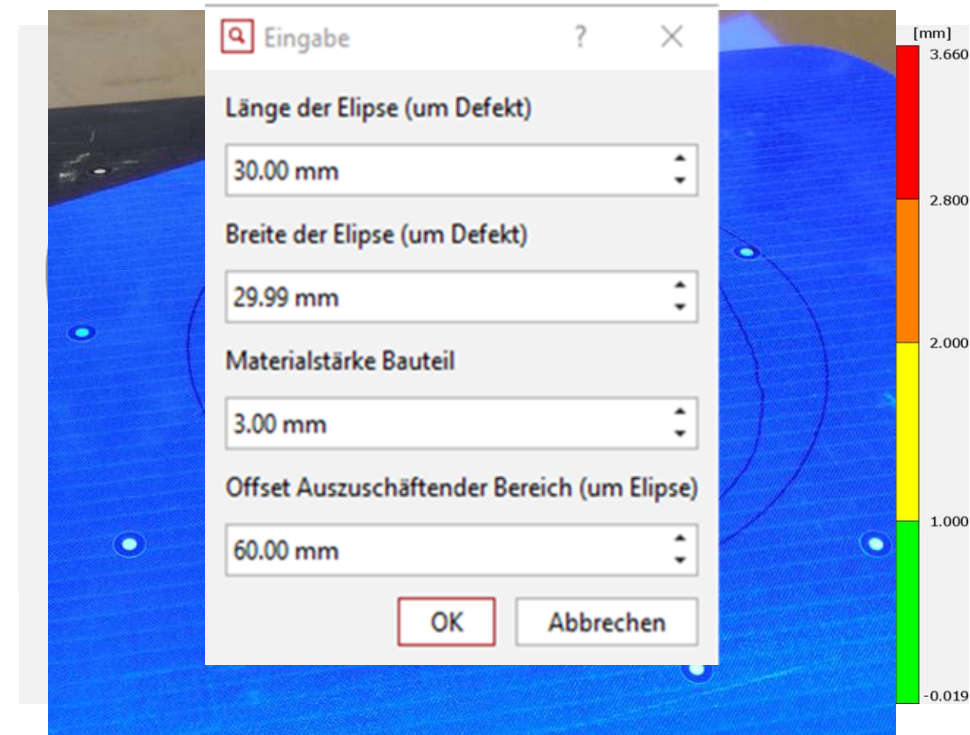 Eingabe
?
Länge der Elipse (um Defekt)
30.00 mm
Breite der Elipse (um Defekt)
29.99 mm
Materialstärke Bauteil
3.00 mm
Offset Auszuschäftender Bereich (um Elipse)
60.00 mm
OK Abbrechen
[mm]
3.660
2.800
2.000
1.000
-0.019